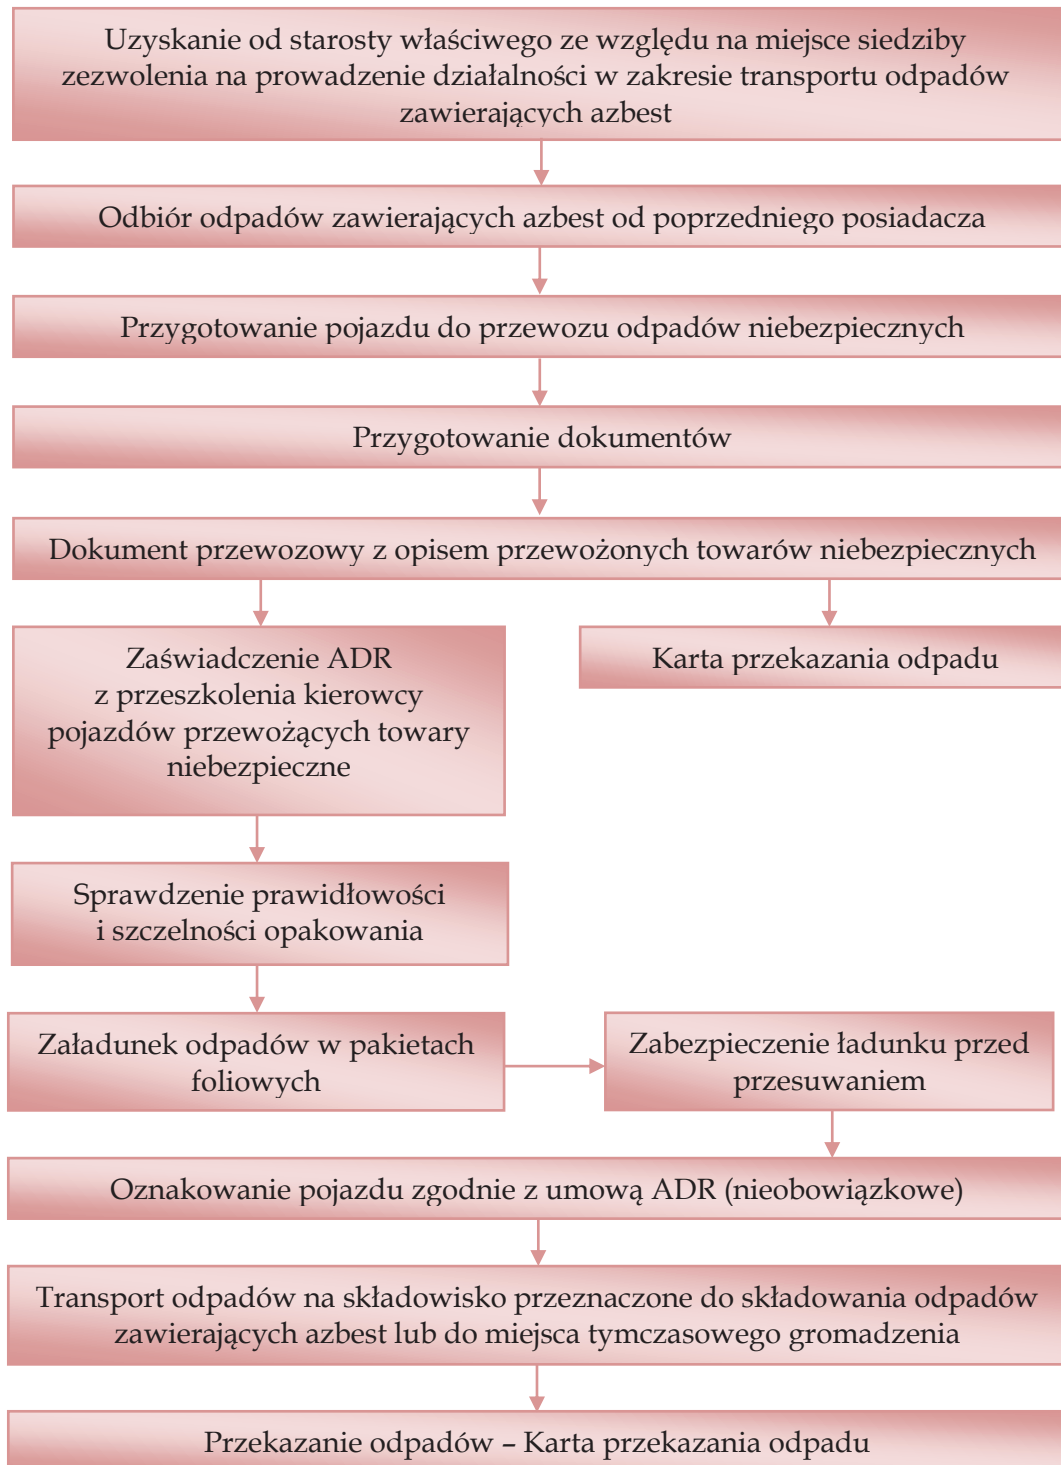 Uzyskanie od starosty właściwego ze względu na miejsce siedziby
zezwolenia na prowadzenie działalności w zakresie transportu odpadów
zawierających azbest
Odbiór odpadów zawierających azbest od poprzedniego posiadacza
Przygotowanie pojazdu do przewozu odpadów niebezpiecznych
Przygotowanie dokumentów
Dokument przewozowy z opisem przewożonych towarów niebezpiecznych
Zaświadczenie ADR
z przeszkolenia kierowcy
pojazdów przewożących towary
niebezpieczne
Karta przekazania odpadu
Sprawdzenie prawidłowości
i szczelności opakowania
Załadunek odpadów w pakietach
foliowych
Zabezpieczenie ładunku przed
przesuwaniem
Oznakowanie pojazdu zgodnie z umową ADR (nieobowiązkowe)
Transport odpadów na składowisko przeznaczone do składowania odpadów
zawierających azbest lub do miejsca tymczasowego gromadzenia
Przekazanie odpadów – Karta przekazania odpadu